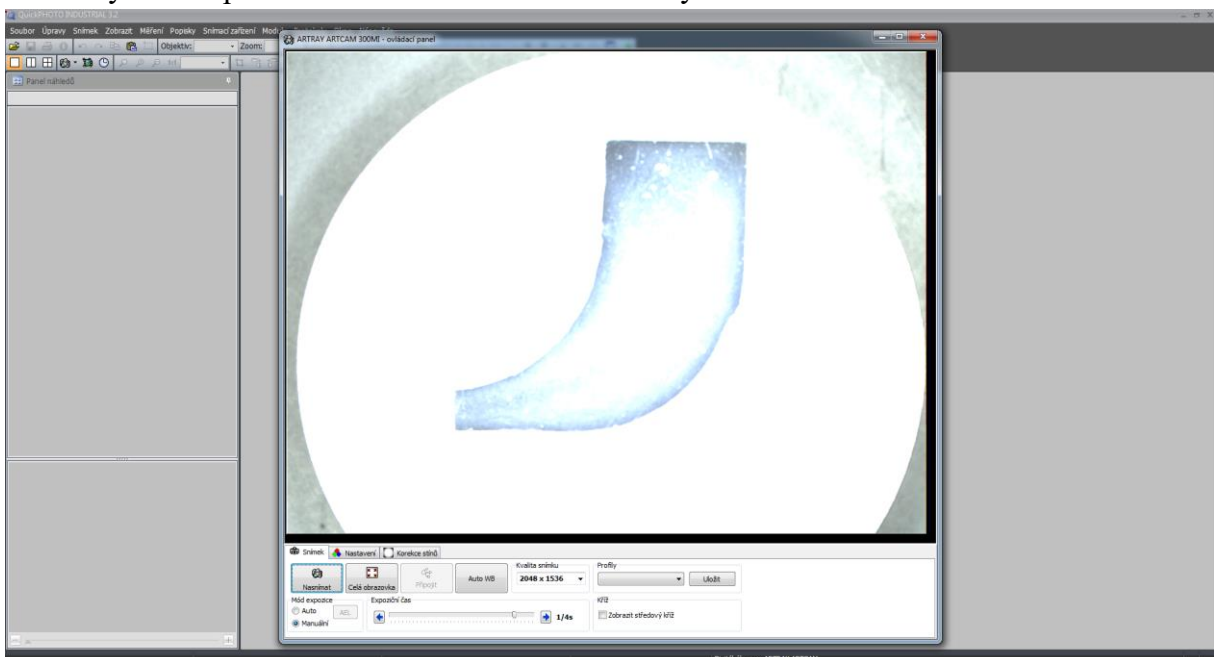 QuickPHOTO INDUSTRIAL 3.2
Soubor Úpravy Snímek Zobrazit Měření Popisky Snímací zařízení
Objektiv: Zoom:
Panel náhledů
ARTRAY ARTCAM 300MI - ovládací panel
Snímek Nastavení Korekce stínů
Nasnímat Celá obrazovka Připojit Auto WB
Kvalita snímku
2048 x 1536
Profily
Uložit
Mód expozice
Auto AEL
Manuální
Expoziční čas
1/4s
Kříž
Zobrazit středový kříž